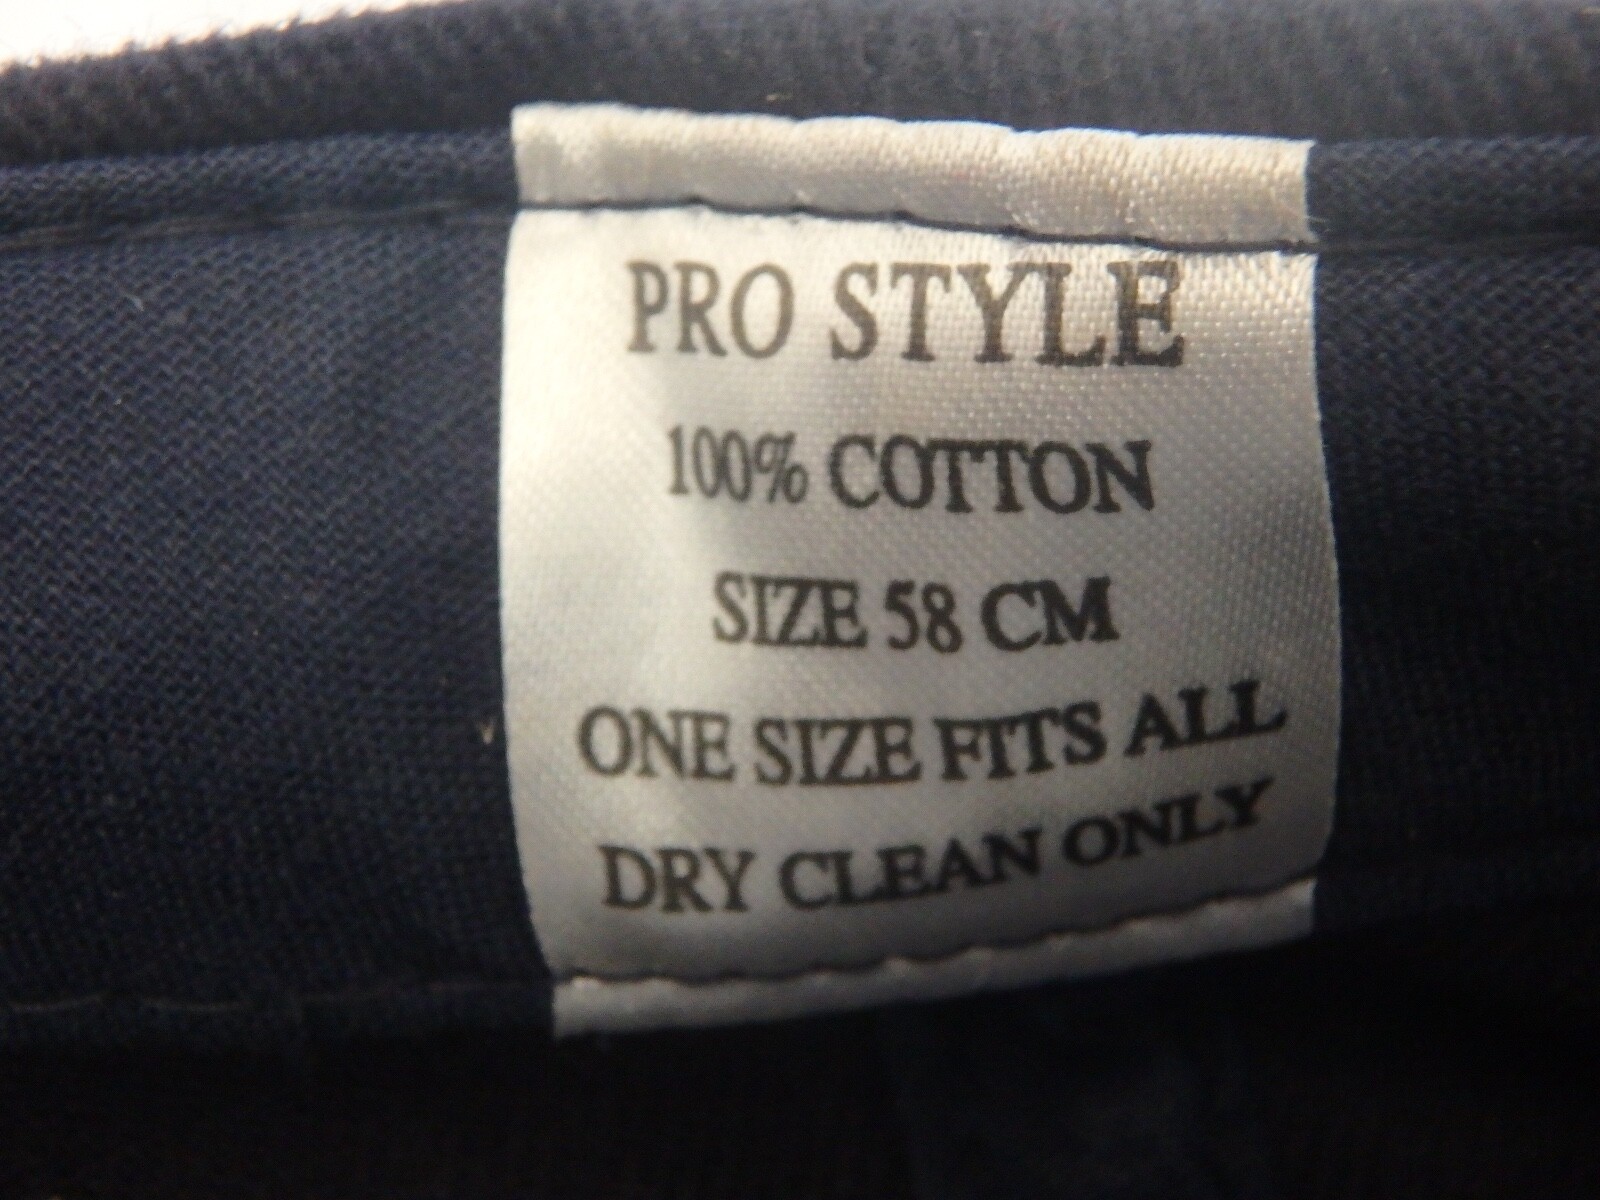 PRO STYLE
100% COTTON
SIZE 58 CM
ONE SIZE FITS ALL
DRY CLEAN ONLY